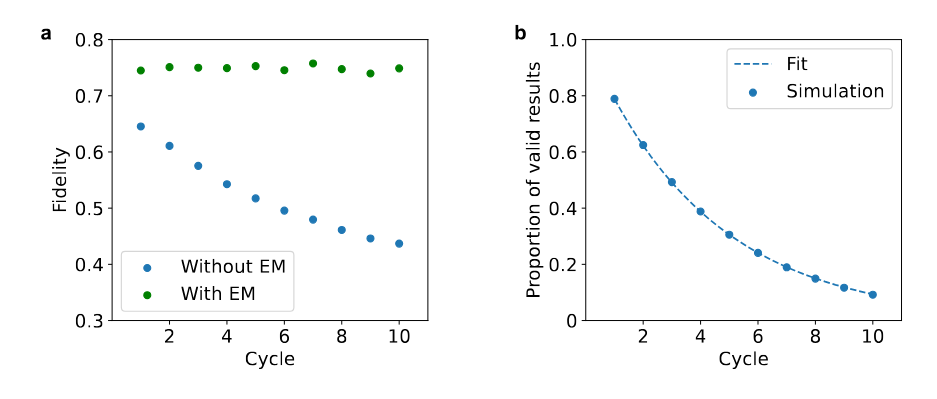 a
0.8
0.7
0.6
0.5
0.4
0.3
Fidelity
Without EM
With EM
2
4
6
8
10
Cycle
b
1.0
0.8
0.6
0.4
0.2
0
Proportion of valid results
Fit
Simulation
2
4
6
8
10
Cycle